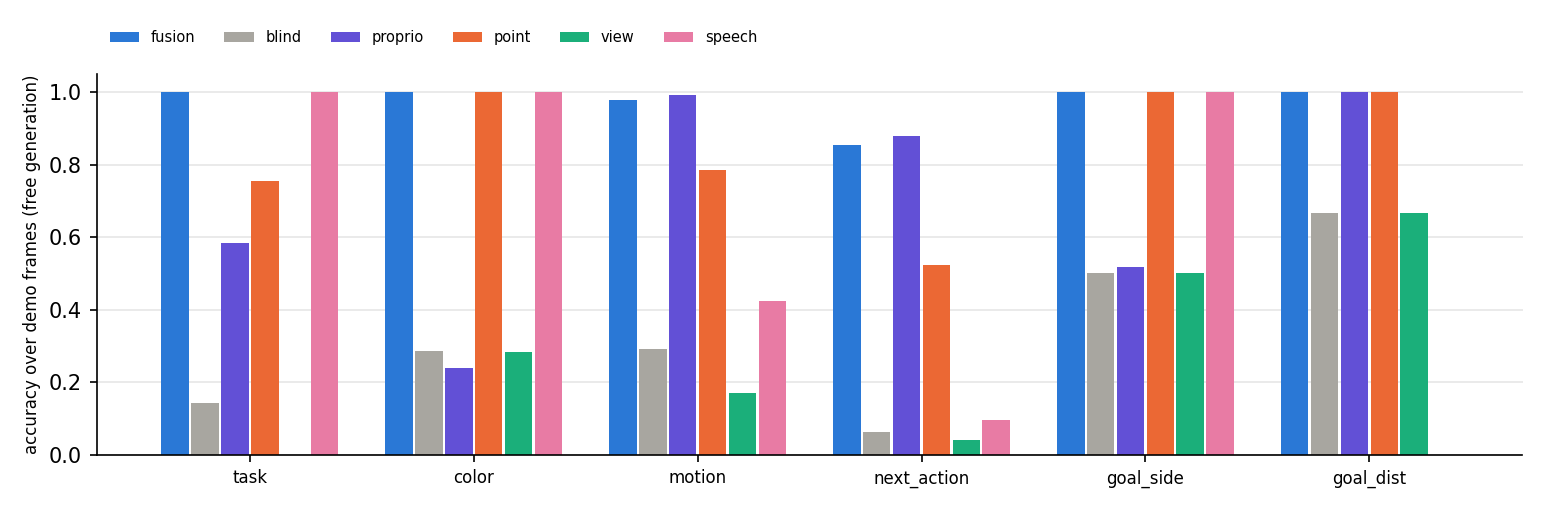 fusion blind proprio point view speech
accuracy over demo frames (free generation)
1.0
0.8
0.6
0.4
0.2
0.0
task color motion next_action goal_side goal_dist